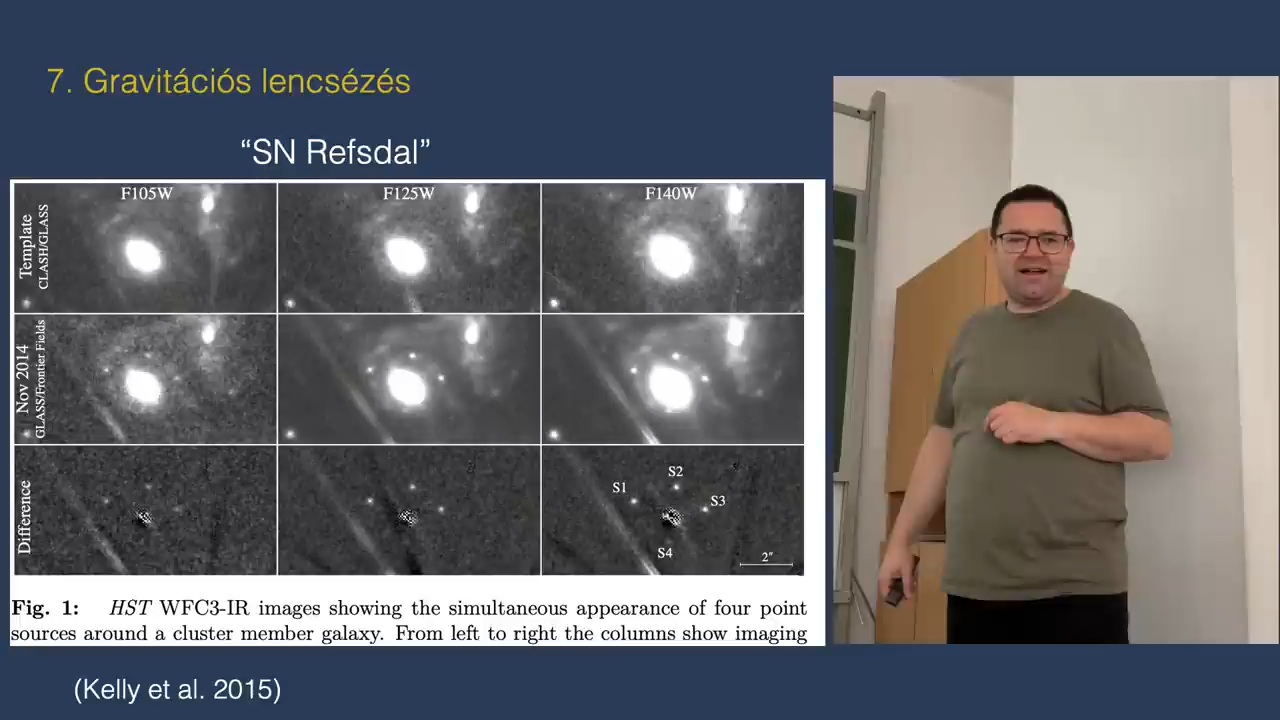 7. Gravitációs lencsézés
“SN Refsdal”
F105W F125W F140W
Template
CLASH/GLASS
Nov 2014
GLASS/Frontier Fields
Difference
S1
S2
S3
S4
2″
Fig. 1: HST WFC3-IR images showing the simultaneous appearance of four point
sources around a cluster member galaxy. From left to right the columns show imaging
(Kelly et al. 2015)